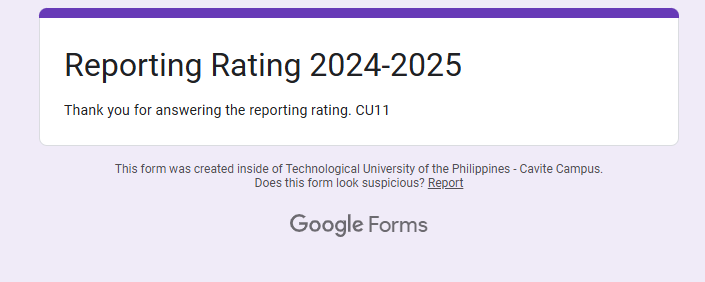 Reporting Rating 2024-2025
Thank you for answering the reporting rating. CU11
This form was created inside of Technological University of the Philippines - Cavite Campus.
Does this form look suspicious? Report
Google Forms